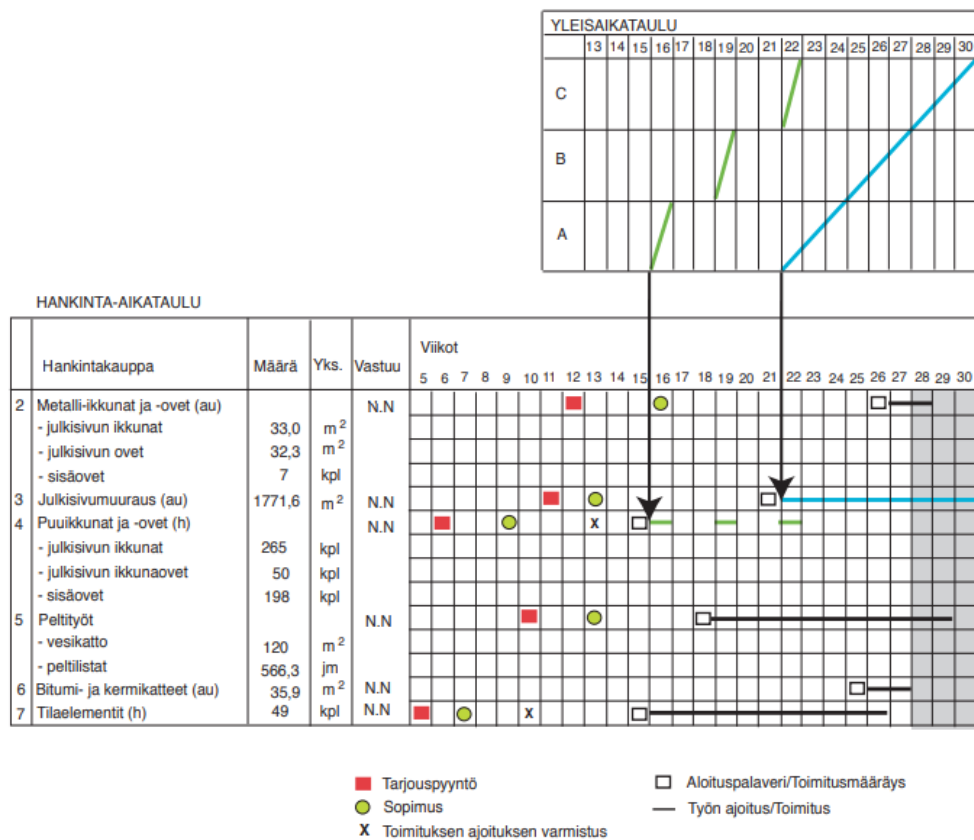 YLEISAIKATAULU
13 14 15 16 17 18 19 20 21 22 23 24 25 26 27 28 29 30
C
B
A
HANKINTA-AIKATAULU
Hankintakauppa Määrä Yks. Vastuu Viikot
5 6 7 8 9 10 11 12 13 14 15 16 17 18 19 20 21 22 23 24 25 26 27 28 29 30
2 Metalli-ikkunat ja -ovet (au) N.N
- julkisivun ikkunat 33,0 m²
- julkisivun ovet 32,3 m²
- sisäovet 7 kpl
3 Julkisivumuuraus (au) 1771,6 m² N.N
4 Puuikkunat ja -ovet (h) N.N x
- julkisivun ikkunat 265 kpl
- julkisivun ikkunaovet 50 kpl
- sisäovet 198 kpl
5 Peltityöt N.N
- vesikatto 120 m²
- peltilistat 566,3 jm
6 Bitumi- ja kermikatteet (au) 35,9 m² N.N
7 Tilaelementit (h) 49 kpl N.N x
Tarjouspyyntö
Sopimus
X Toimituksen ajoituksen varmistus
Aloituspalaveri/Toimitusmääräys
Työn ajoitus/Toimitus